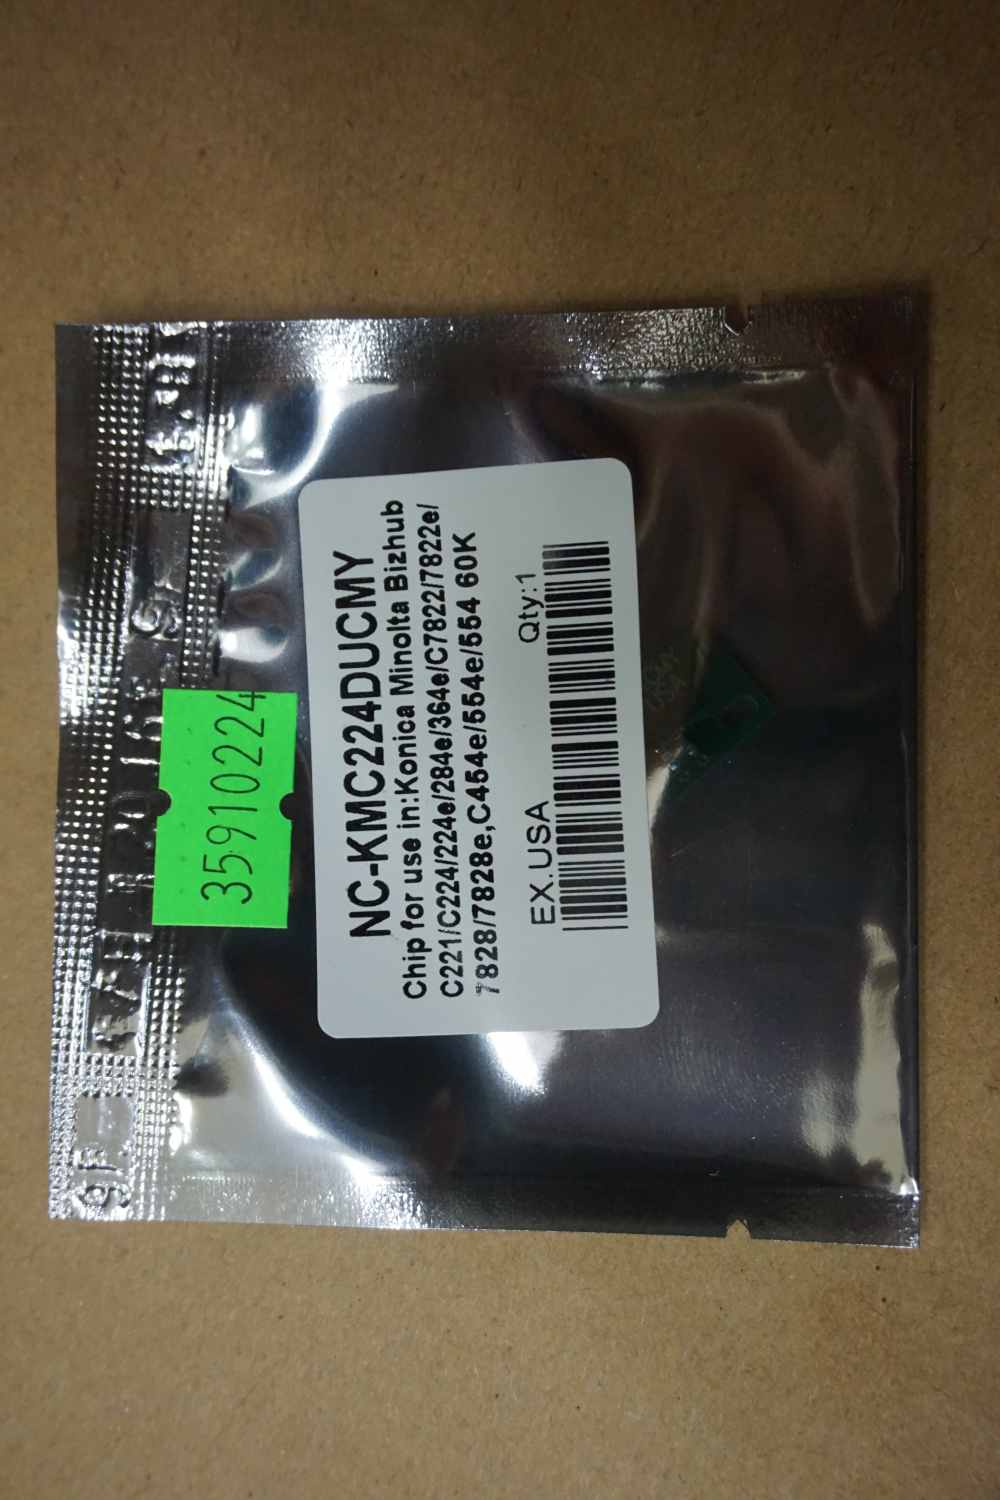 35910224
NC-KMC224DUCMY
Chip for use in:Konica Minolta Bizhub
C221/C224/224e/284e/364e/C7822/7822e/
7828/7828e,C454e/554e/554 60K
EX.USA Qty:1